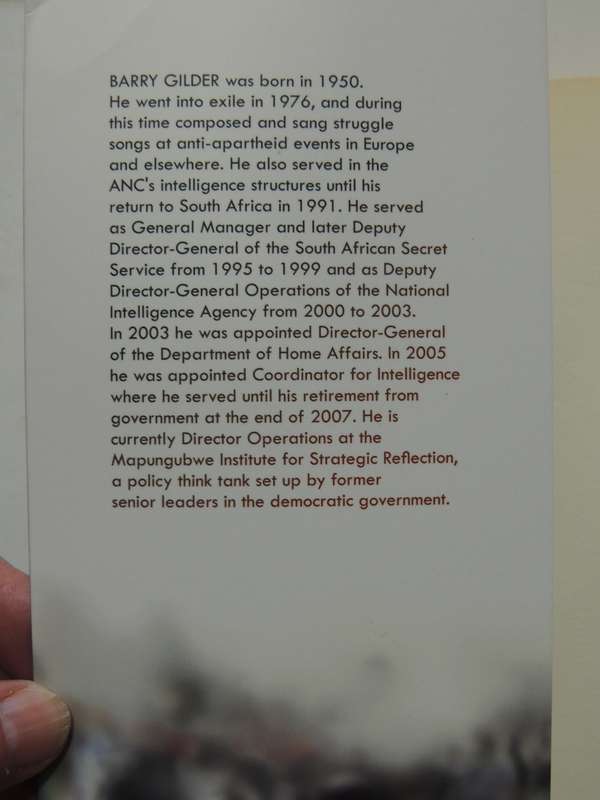 BARRY GILDER was born in 1950.
He went into exile in 1976, and during
this time composed and sang struggle
songs at anti-apartheid events in Europe
and elsewhere. He also served in the
ANC's intelligence structures until his
return to South Africa in 1991. He served
as General Manager and later Deputy
Director-General of the South African Secret
Service from 1995 to 1999 and as Deputy
Director-General Operations of the National
Intelligence Agency from 2000 to 2003.
In 2003 he was appointed Director-General
of the Department of Home Affairs. In 2005
he was appointed Coordinator for Intelligence
where he served until his retirement from
government at the end of 2007. He is
currently Director Operations at the
Mapungubwe Institute for Strategic Reflection,
a policy think tank set up by former
senior leaders in the democratic government.